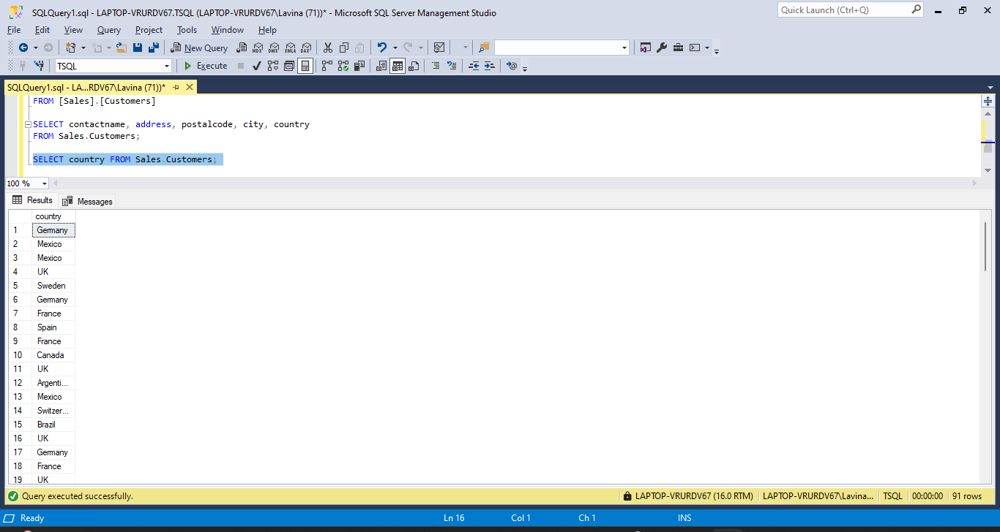 SQLQuery1.sql - LAPTOP-VRURDV67.TSQL (LAPTOP-VRURDV67\Lavina (71))* - Microsoft SQL Server Management Studio
Quick Launch (Ctrl+Q)
File Edit View Query Project Tools Window Help
New Query MDX DMX XMLA DAX
TSQL Execute
SQLQuery1.sql - LA...RDV67\Lavina (71))*
FROM [Sales].[Customers]
SELECT contactname, address, postalcode, city, country
FROM Sales.Customers;
SELECT country FROM Sales.Customers;
100 %
Results Messages
country
1 Germany
2 Mexico
3 Mexico
4 UK
5 Sweden
6 Germany
7 France
8 Spain
9 France
10 Canada
11 UK
12 Argenti...
13 Mexico
14 Switzer...
15 Brazil
16 UK
17 Germany
18 France
19 UK
Query executed successfully. LAPTOP-VRURDV67 (16.0 RTM) LAPTOP-VRURDV67\Lavina... TSQL 00:00:00 91 rows
Ready Ln 16 Col 1 Ch 1 INS